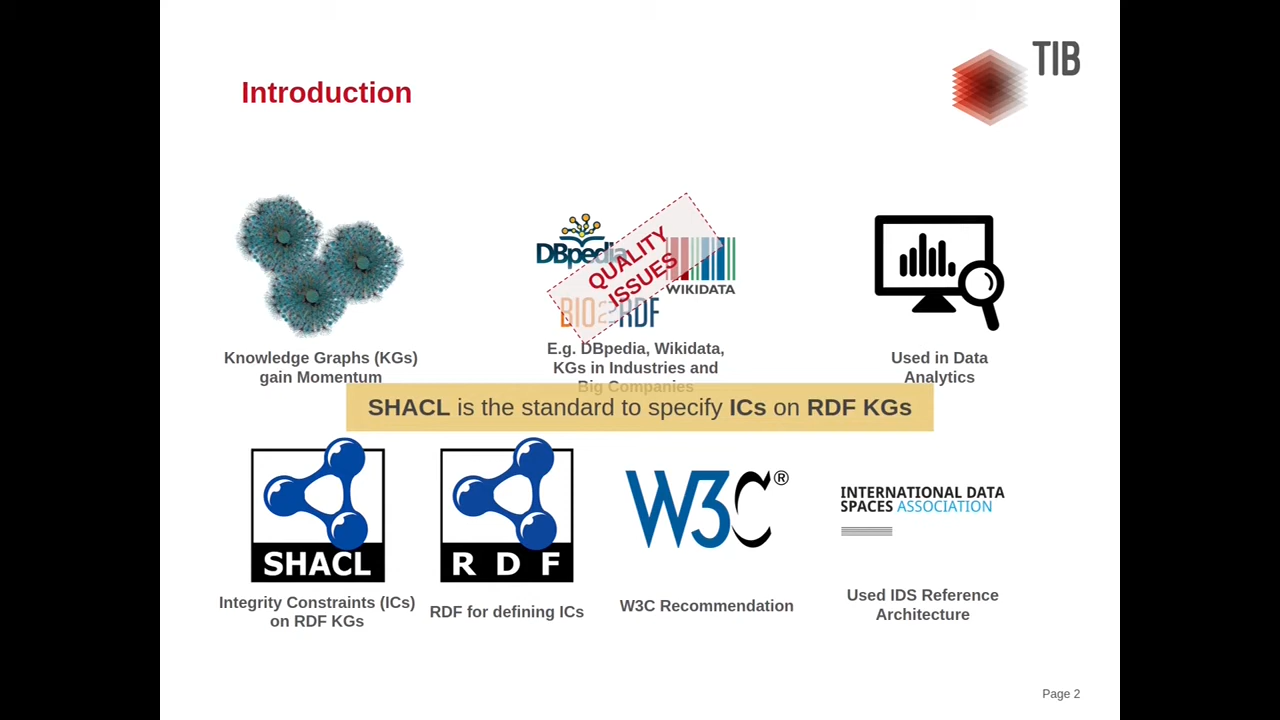 TIB
Introduction
DBpedia
QUALITY
ISSUES
WIKIDATA
BIO2RDF
Knowledge Graphs (KGs)
gain Momentum
E.g. DBpedia, Wikidata,
KGs in Industries and
Big Companies
Used in Data
Analytics
SHACL is the standard to specify ICs on RDF KGs
SHACL
RDF
W3C®
INTERNATIONAL DATA
SPACES ASSOCIATION
Integrity Constraints (ICs)
on RDF KGs
RDF for defining ICs
W3C Recommendation
Used IDS Reference
Architecture
Page 2